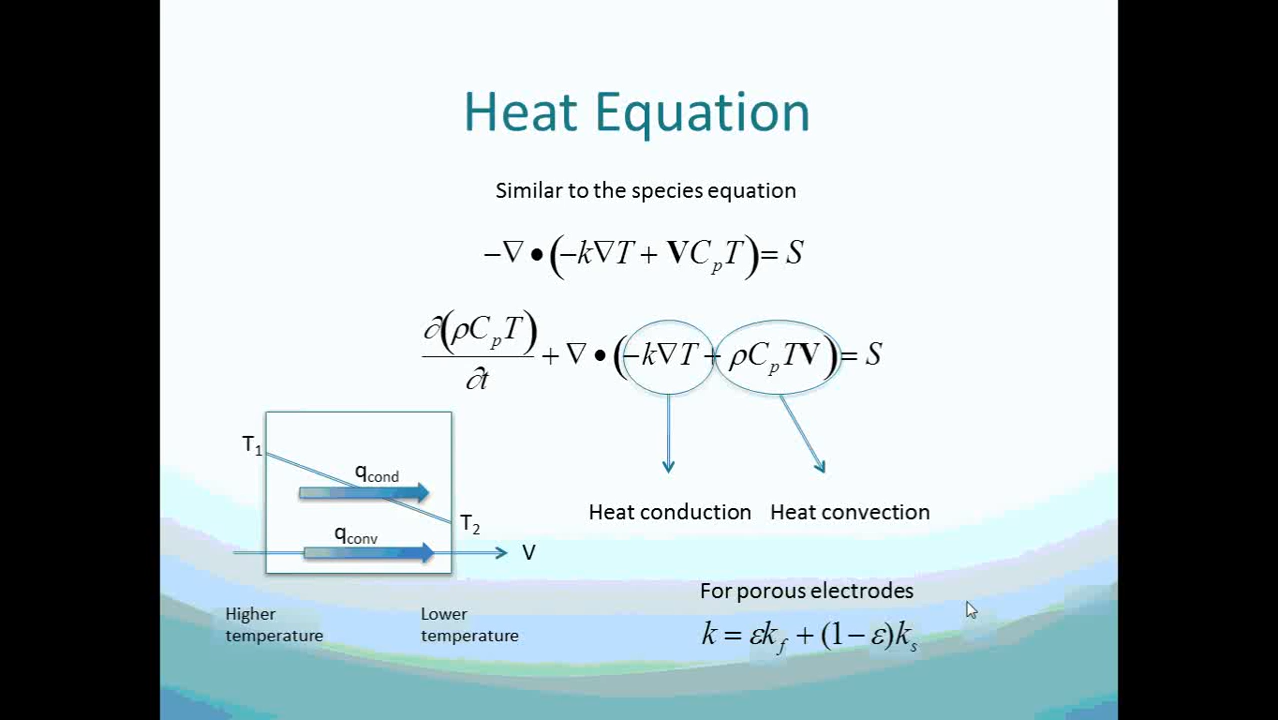 Heat Equation
Similar to the species equation
−∇•(−k∇T + VC_pT) = S
∂(ρC_pT)/∂t + ∇•(−k∇T + ρC_pTV) = S
T₁
q_cond
T₂
q_conv
V
Heat conduction Heat convection
Higher temperature
Lower temperature
For porous electrodes
k = εk_f + (1 − ε)k_s